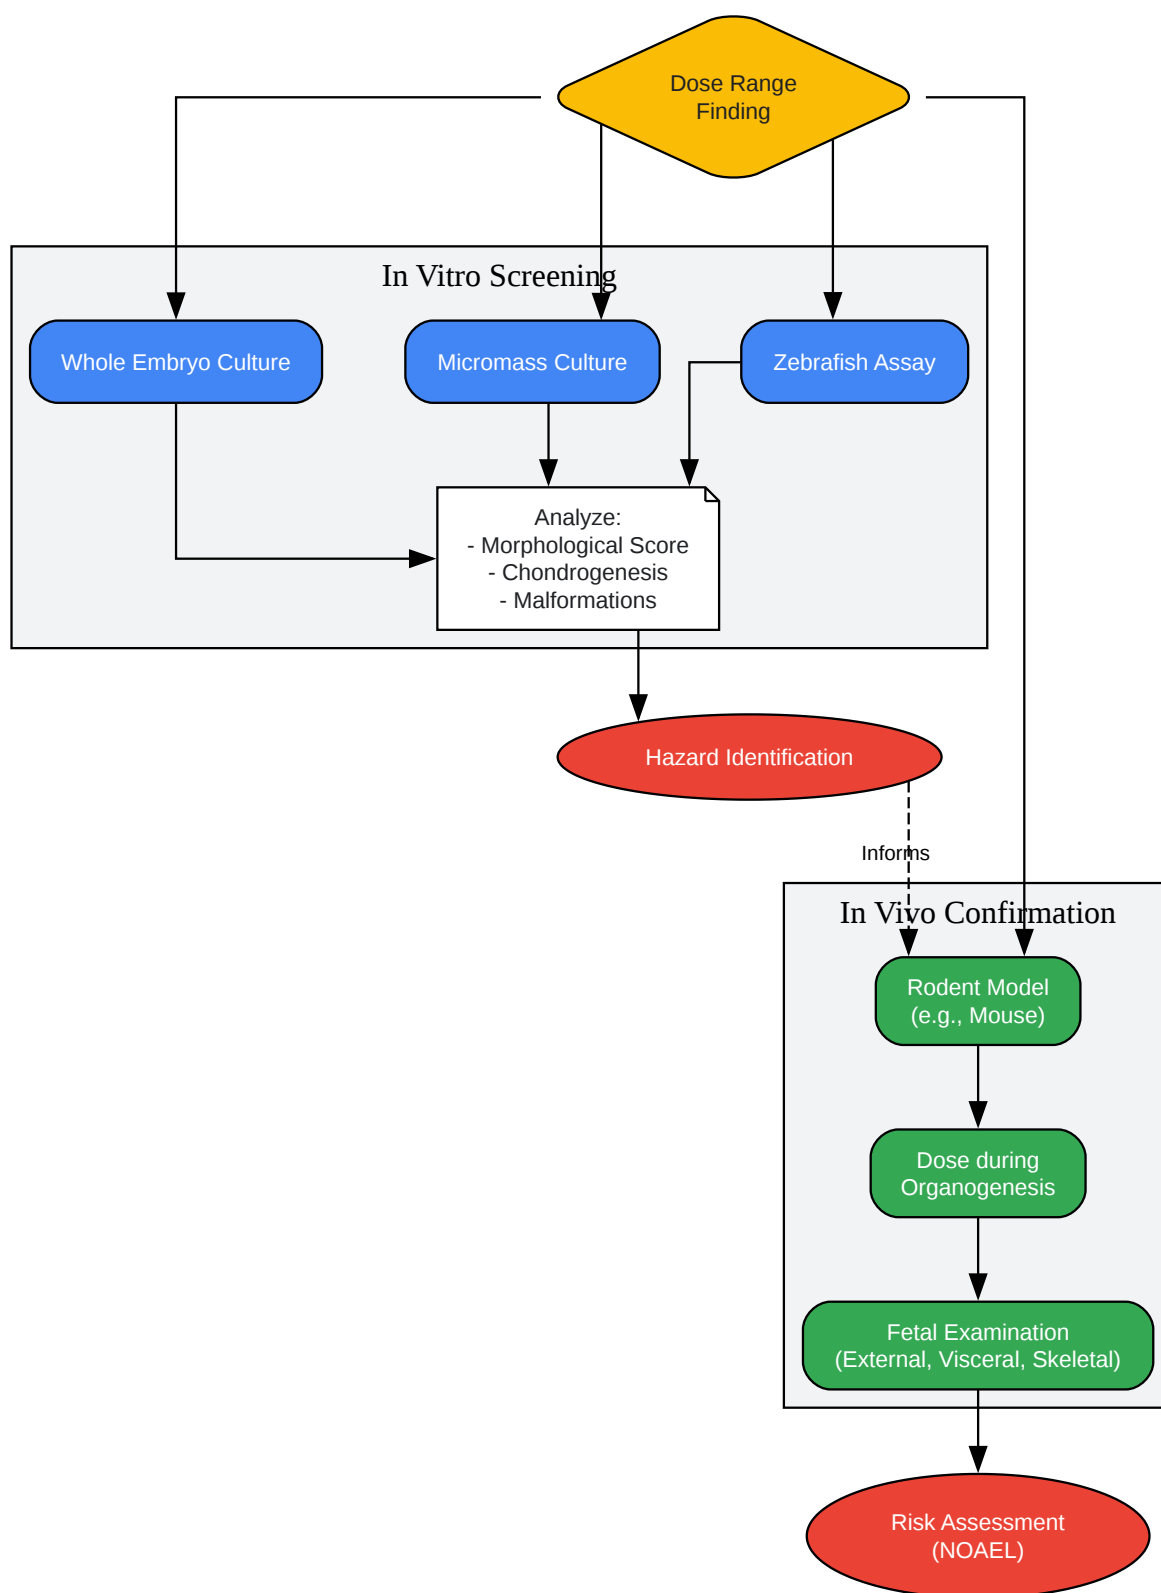 Dose Range
Finding
In Vitro Screening
Whole Embryo Culture
Micromass Culture
Zebrafish Assay
Analyze:
- Morphological Score
- Chondrogenesis
- Malformations
Hazard Identification
Informs
In Vivo Confirmation
Rodent Model
(e.g., Mouse)
Dose during
Organogenesis
Fetal Examination
(External, Visceral, Skeletal)
Risk Assessment
(NOAEL)